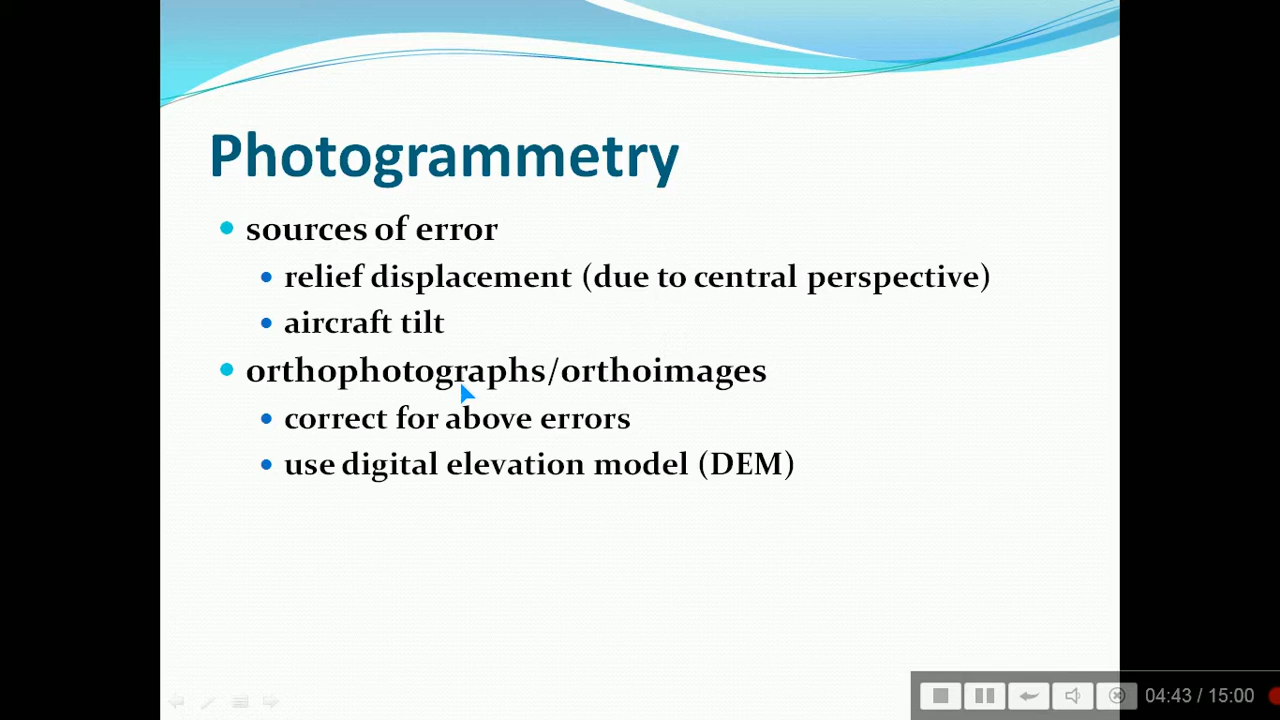 Photogrammetry
sources of error
relief displacement (due to central perspective)
aircraft tilt
orthophotographs/orthoimages
correct for above errors
use digital elevation model (DEM)
04:43 / 15:00